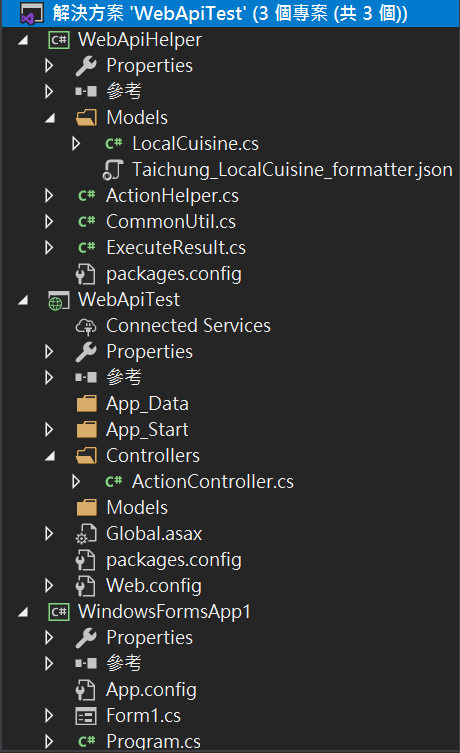 解決方案 'WebApiTest' (3 個專案 (共 3 個))
C# WebApiHelper
Properties
參考
Models
C# LocalCuisine.cs
Taichung_LocalCuisine_formatter.json
C# ActionHelper.cs
C# CommonUtil.cs
C# ExecuteResult.cs
packages.config
WebApiTest
Connected Services
Properties
參考
App_Data
App_Start
Controllers
C# ActionController.cs
Models
Global.asax
packages.config
Web.config
C# WindowsFormsApp1
Properties
參考
App.config
Form1.cs
C# Program.cs